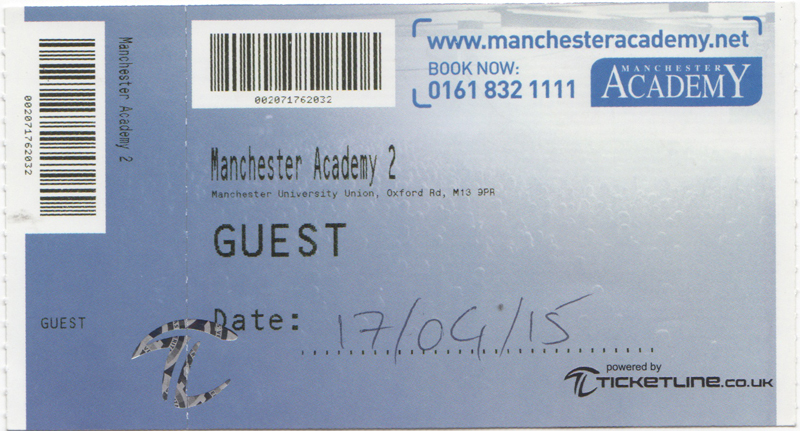 002071762032
Manchester Academy 2
GUEST
002071762032
www.manchesteracademy.net
BOOK NOW:
0161 832 1111
MANCHESTER
ACADEMY
Manchester Academy 2
Manchester University Union, Oxford Rd, M13 9PR
GUEST
Date: 17/04/15
powered by
TICKETLINE.CO.UK